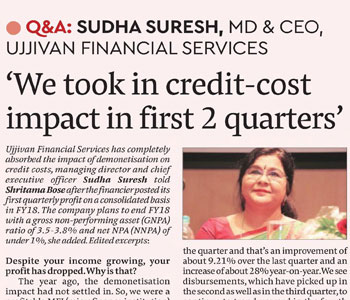 Q&A: SUDHA SURESH, MD & CEO,
UJJIVAN FINANCIAL SERVICES
‘We took in credit-cost
impact in first 2 quarters’
Ujjivan Financial Services has completely
absorbed the impact of demonetisation on
credit costs, managing director and chief
executive officer Sudha Suresh told
Shritama Bose after the financier posted its
first quarterly profit on a consolidated basis
in FY18. The company plans to end FY18
with a gross non-performing asset (GNPA)
ratio of 3.5-3.8% and net NPA (NNPA) of
under 1%, she added. Edited excerpts:
Despite your income growing, your
profit has dropped. Why is that?
The year ago, the demonetisation
impact had not settled in. So, we were a
the quarter and that's an improvement of
about 9.21% over the last quarter and an
increase of about 28% year-on-year. We see
disbursements, which have picked up in
the second as well as in the third quarter, to